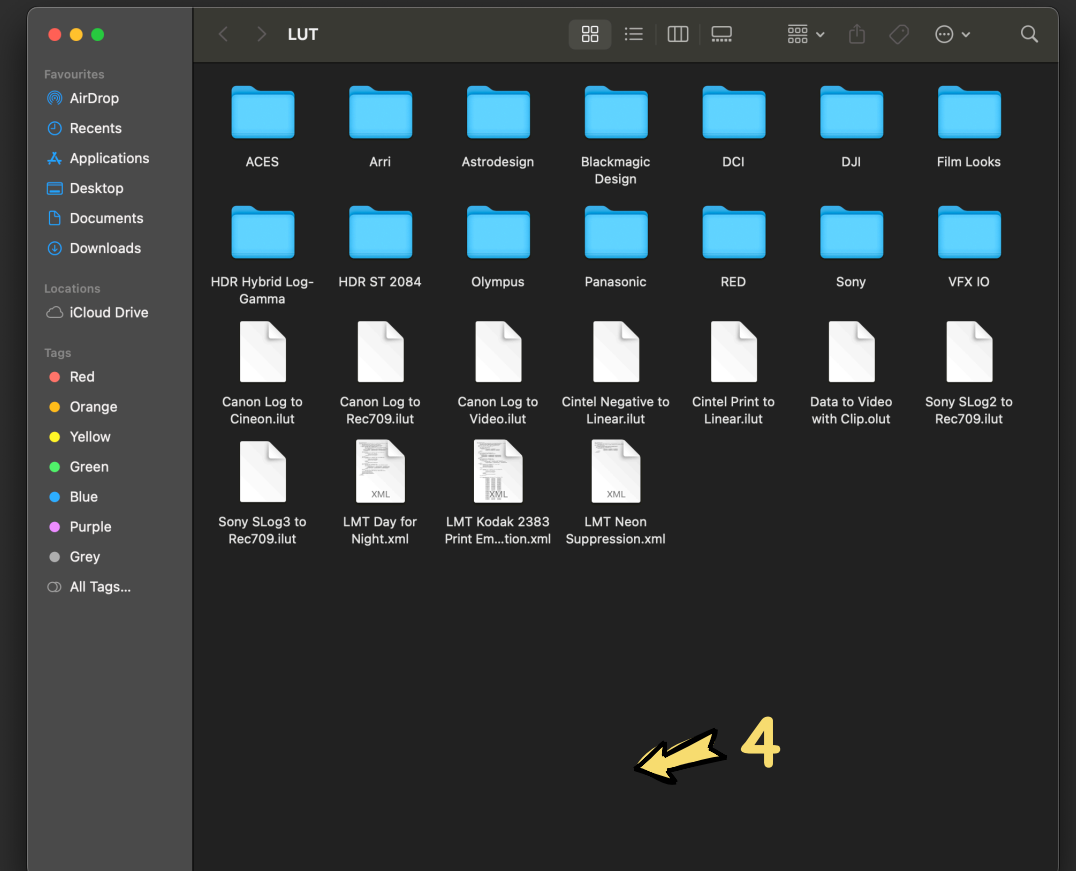 LUT
Favourites
AirDrop
Recents
Applications
Desktop
Documents
Downloads
Locations
iCloud Drive
Tags
Red
Orange
Yellow
Green
Blue
Purple
Grey
All Tags...
ACES
Arri
Astrodesign
Blackmagic
Design
DCI
DJI
Film Looks
HDR Hybrid Log-
Gamma
HDR ST 2084
Olympus
Panasonic
RED
Sony
VFX IO
Canon Log to
Cineon.ilut
Canon Log to
Rec709.ilut
Canon Log to
Video.ilut
Cintel Negative to
Linear.ilut
Cintel Print to
Linear.ilut
Data to Video
with Clip.olut
Sony SLog2 to
Rec709.ilut
Sony SLog3 to
Rec709.ilut
XML
LMT Day for
Night.xml
XML
LMT Kodak 2383
Print Em...tion.xml
XML
LMT Neon
Suppression.xml
4